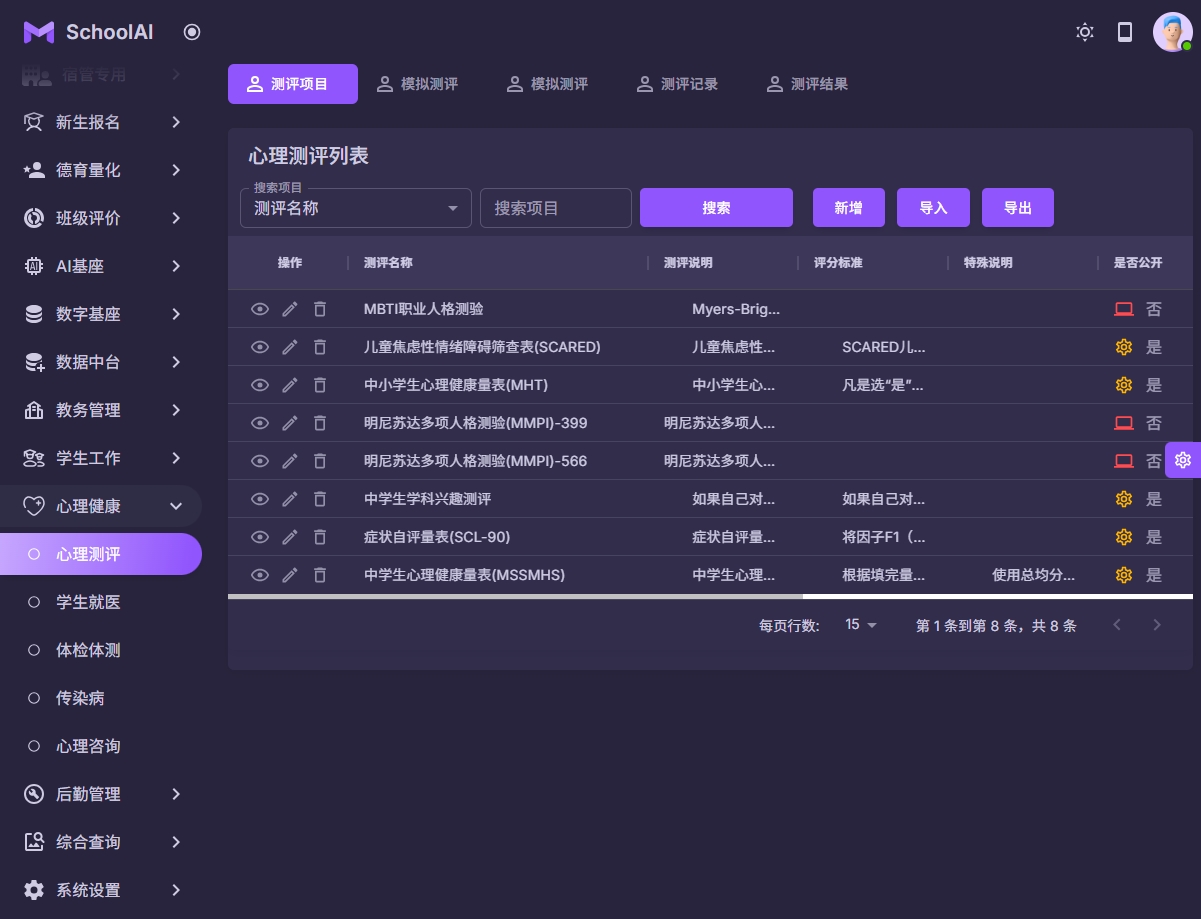 SchoolAI
宿管专用
新生报名
德育量化
班级评价
AI基座
数字基座
数据中台
教务管理
学生工作
心理健康
心理测评
学生就医
体检体测
传染病
心理咨询
后勤管理
综合查询
系统设置
测评项目 模拟测评 模拟测评 测评记录 测评结果
心理测评列表
搜索项目
测评名称 搜索项目 搜索 新增 导入 导出
操作 测评名称 测评说明 评分标准 特殊说明 是否公开
MBTI职业人格测验 Myers-Brig... 否
儿童焦虑性情绪障碍筛查表(SCARED) 儿童焦虑性... SCARED儿... 是
中小学生心理健康量表(MHT) 中小学生心... 凡是选“是”... 是
明尼苏达多项人格测验(MMPI)-399 明尼苏达多项人... 否
明尼苏达多项人格测验(MMPI)-566 明尼苏达多项人... 否
中学生学科兴趣测评 如果自己对... 如果自己对... 是
症状自评量表(SCL-90) 症状自评量... 将因子F1（... 是
中学生心理健康量表(MSSMHS) 中学生心理... 根据填完量... 使用总均分... 是
每页行数: 15 第 1 条到第 8 条，共 8 条